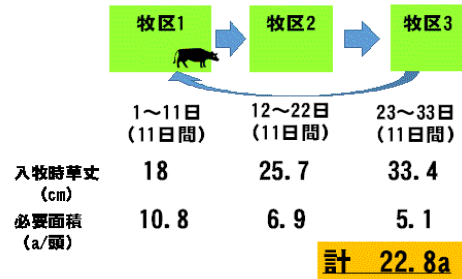 牧区1 牧区2 牧区3
1～11日 12～22日 23～33日
(11日間) (11日間) (11日間)
入牧時草丈 18 25.7 33.4
(cm)
必要面積 10.8 6.9 5.1
(a/頭)
計 22.8a